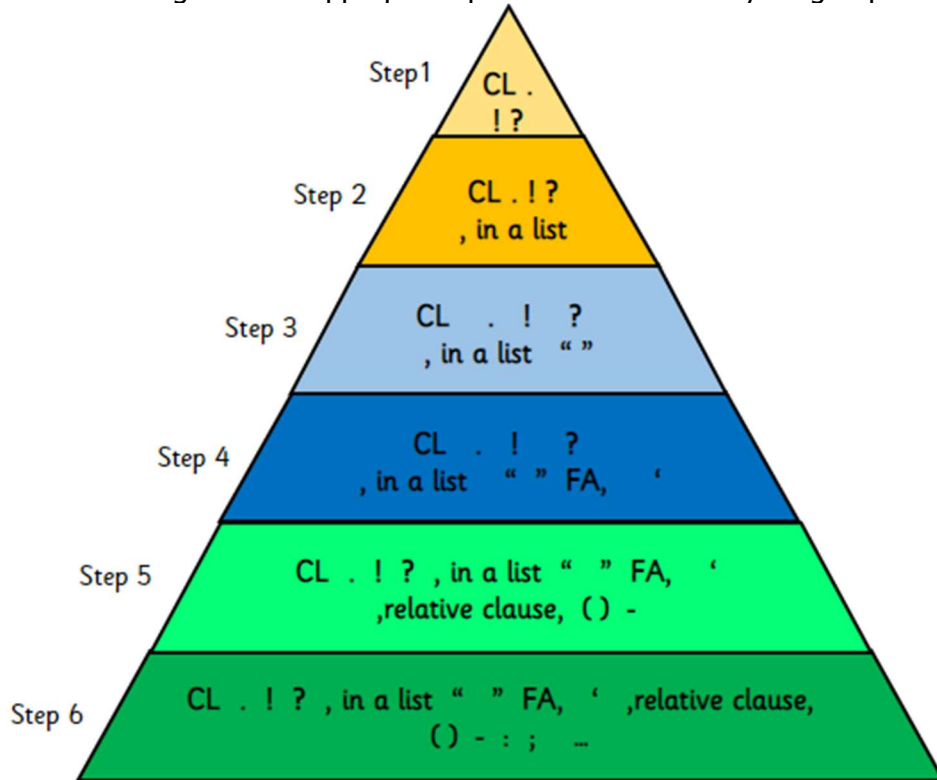 Step1
CL .
! ?
Step 2
CL . ! ?
, in a list
Step 3
CL . ! ?
, in a list “ ”
Step 4
CL . ! ?
, in a list “ ” FA, ‘
Step 5
CL . ! ? , in a list “ ” FA, ‘
,relative clause, ( ) -
Step 6
CL . ! ? , in a list “ ” FA, ‘ ,relative clause,
( ) - : ; ...